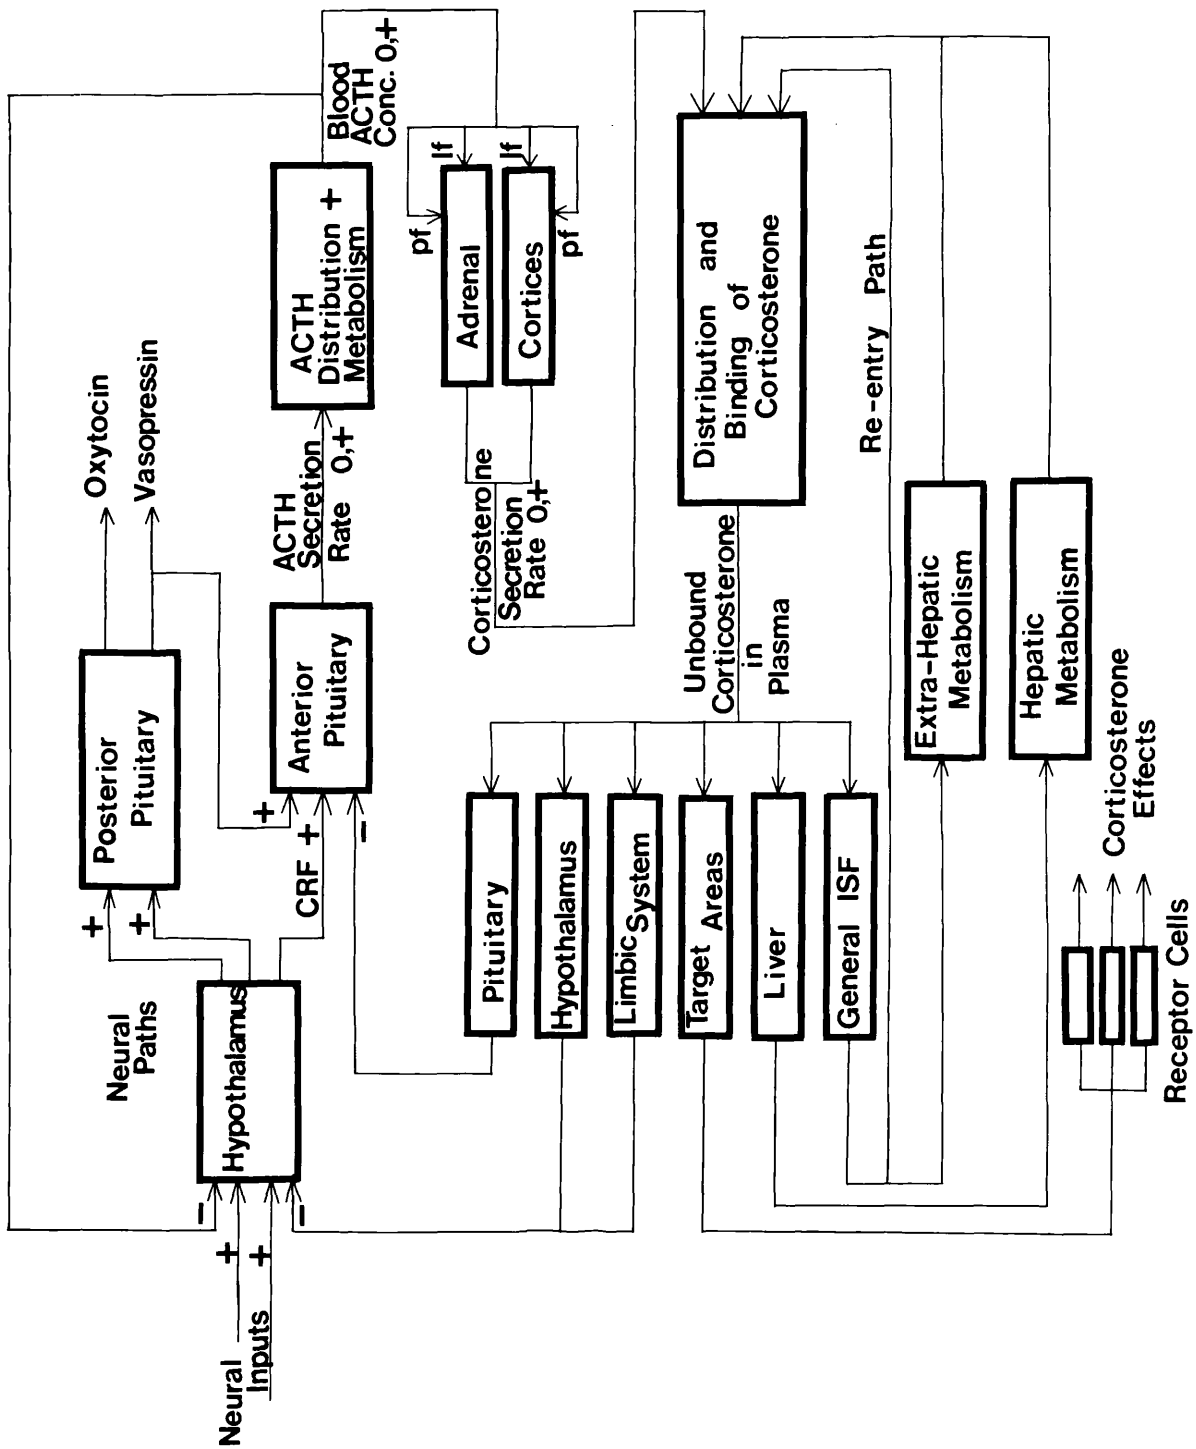 Neural
Inputs
+
+
-
-
Hypothalamus
Neural
Paths
+
+
Posterior
Pituitary
Oxytocin
Vasopressin
CRF +
+
-
Anterior
Pituitary
ACTH
Secretion
Rate 0,+
ACTH
Distribution +
Metabolism
Blood
ACTH
Conc. 0,+
pf
lf
lf
pf
Adrenal
Cortices
Corticosterone
Secretion
Rate 0,+
Pituitary
Hypothalamus
Limbic System
Target Areas
Liver
General ISF
Unbound
Corticosterone
in
Plasma
Distribution and
Binding of
Corticosterone
Re-entry Path
Extra-Hepatic
Metabolism
Hepatic
Metabolism
Receptor Cells
Corticosterone
Effects